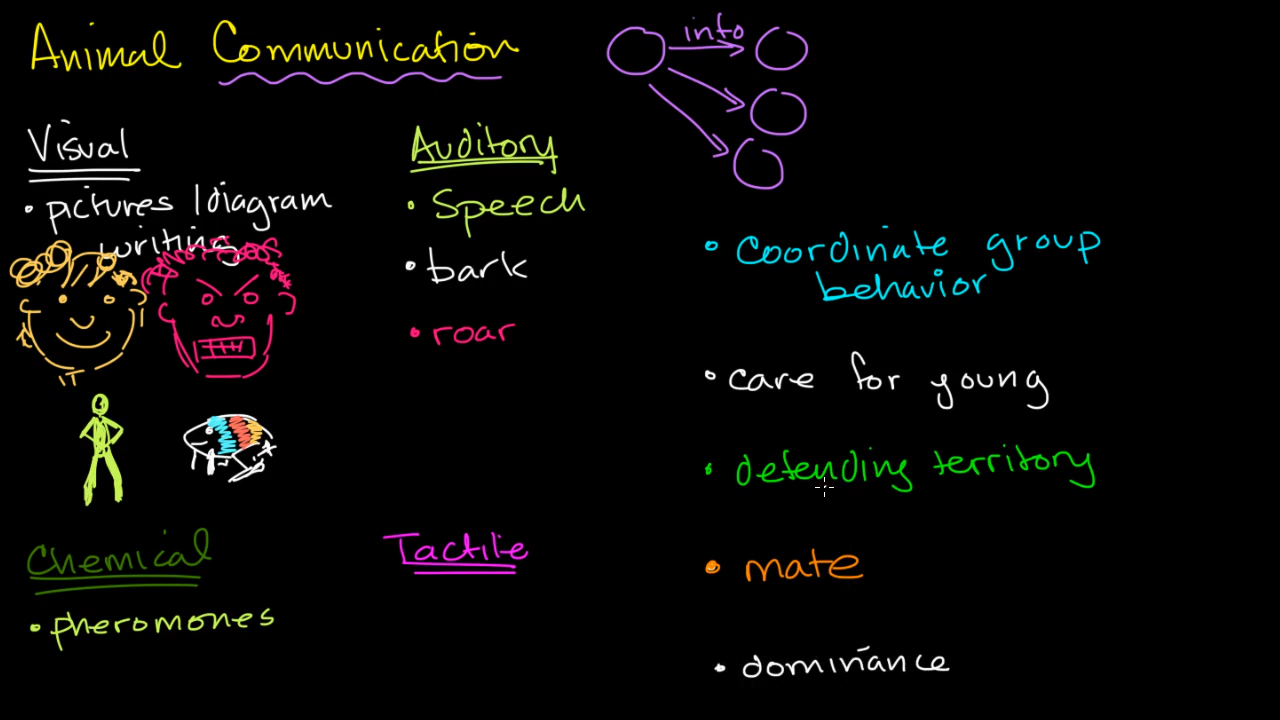 Animal Communication
into
Visual
• pictures / diagram
writing
Auditory
• Speech
• bark
• roar
• coordinate group
behavior
• care for young
• defending territory
• mate
• dominance
Chemical
• pheromones
Tactile